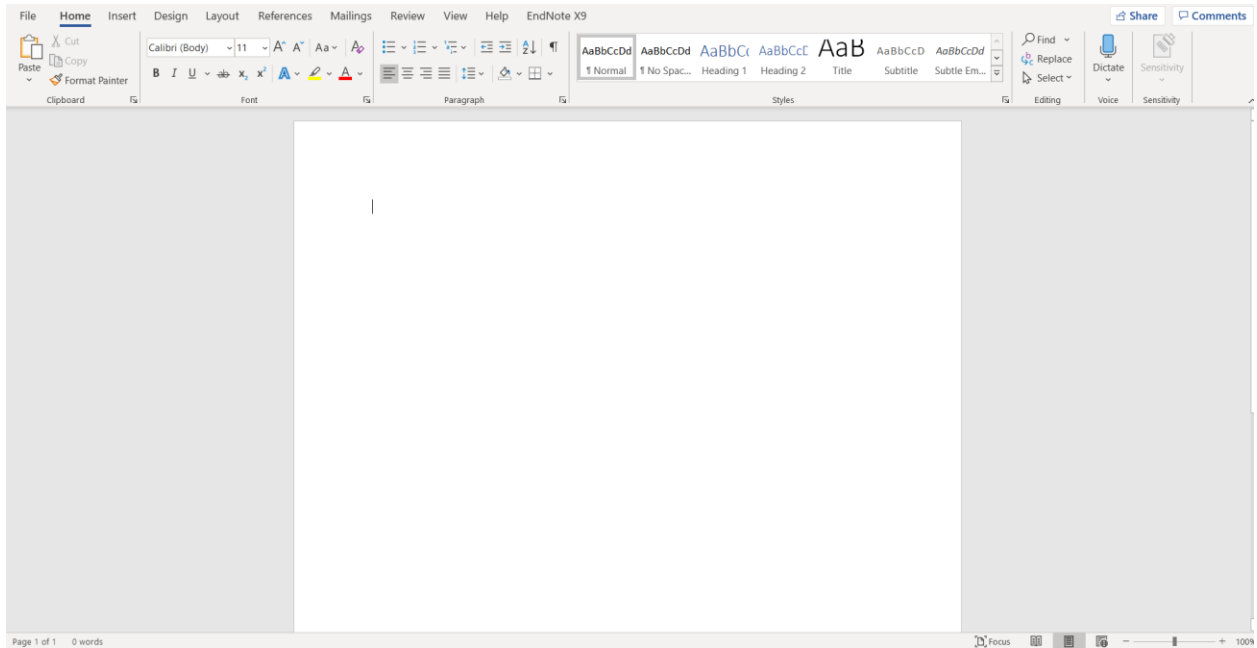 File Home Insert Design Layout References Mailings Review View Help EndNote X9 Share Comments
Paste
Cut
Copy
Format Painter
Clipboard
Calibri (Body) 11 A^ A˅ Aa A
B I U ab x₂ x² A A
Font
A Z ¶
Paragraph
AaBbCcDd AaBbCcDd AaBbCc AaBbCcE AaB AaBbCcD AaBbCcDd
¶ Normal ¶ No Spac... Heading 1 Heading 2 Title Subtitle Subtle Em...
Styles
Find
Replace
Select
Editing
Dictate
Voice
Sensitivity
Sensitivity
Page 1 of 1 0 words Focus 100%